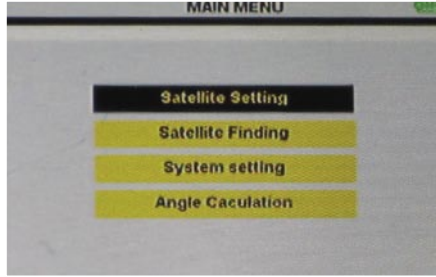 MAIN MENU
Satellite Setting
Satellite Finding
System setting
Angle Caculation